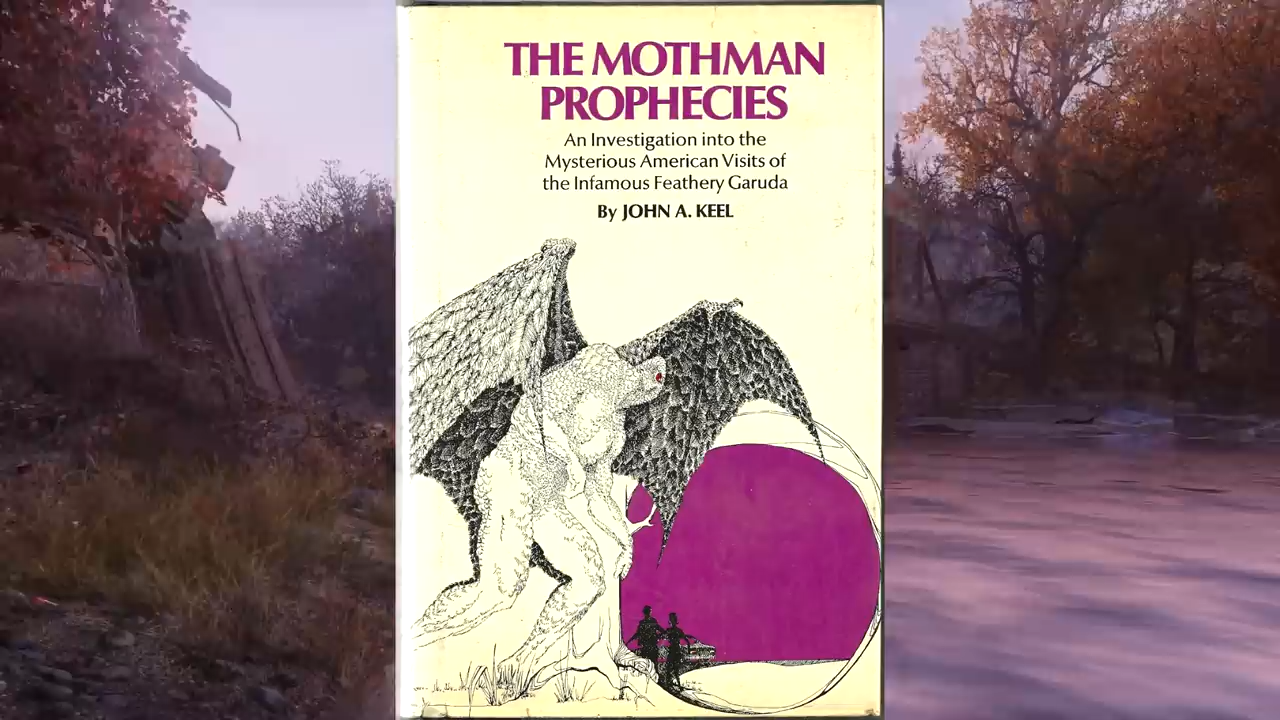 THE MOTHMAN
PROPHECIES
An Investigation into the
Mysterious American Visits of
the Infamous Feathery Garuda
By JOHN A. KEEL